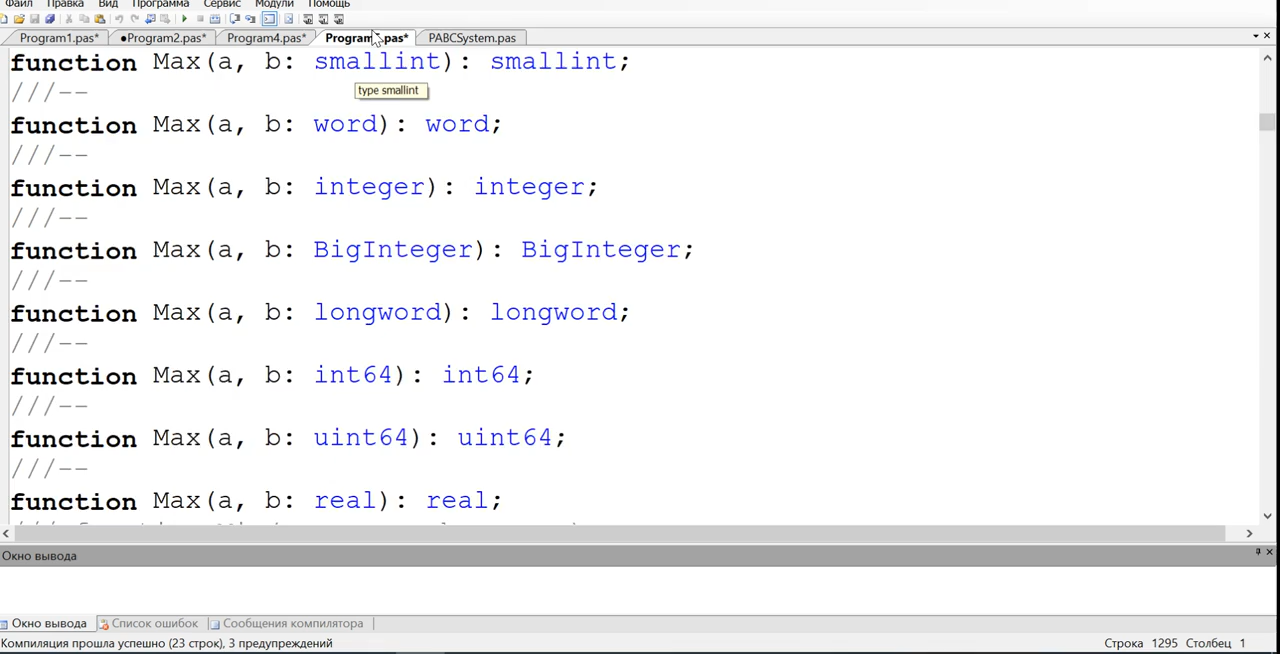 Файл Правка Вид Программа Сервис Модули Помощь
Program1.pas* •Program2.pas* Program4.pas* .pas* PABCSystem.pas
function Max(a, b: smallint): smallint;
///--
type smallint
function Max(a, b: word): word;
///--
function Max(a, b: integer): integer;
///--
function Max(a, b: BigInteger): BigInteger;
///--
function Max(a, b: longword): longword;
///--
function Max(a, b: int64): int64;
///--
function Max(a, b: uint64): uint64;
///--
function Max(a, b: real): real;
Окно вывода
Окно вывода Список ошибок Сообщения компилятора
Компиляция прошла успешно (23 строк), 3 предупреждений Строка 1295 Столбец 1